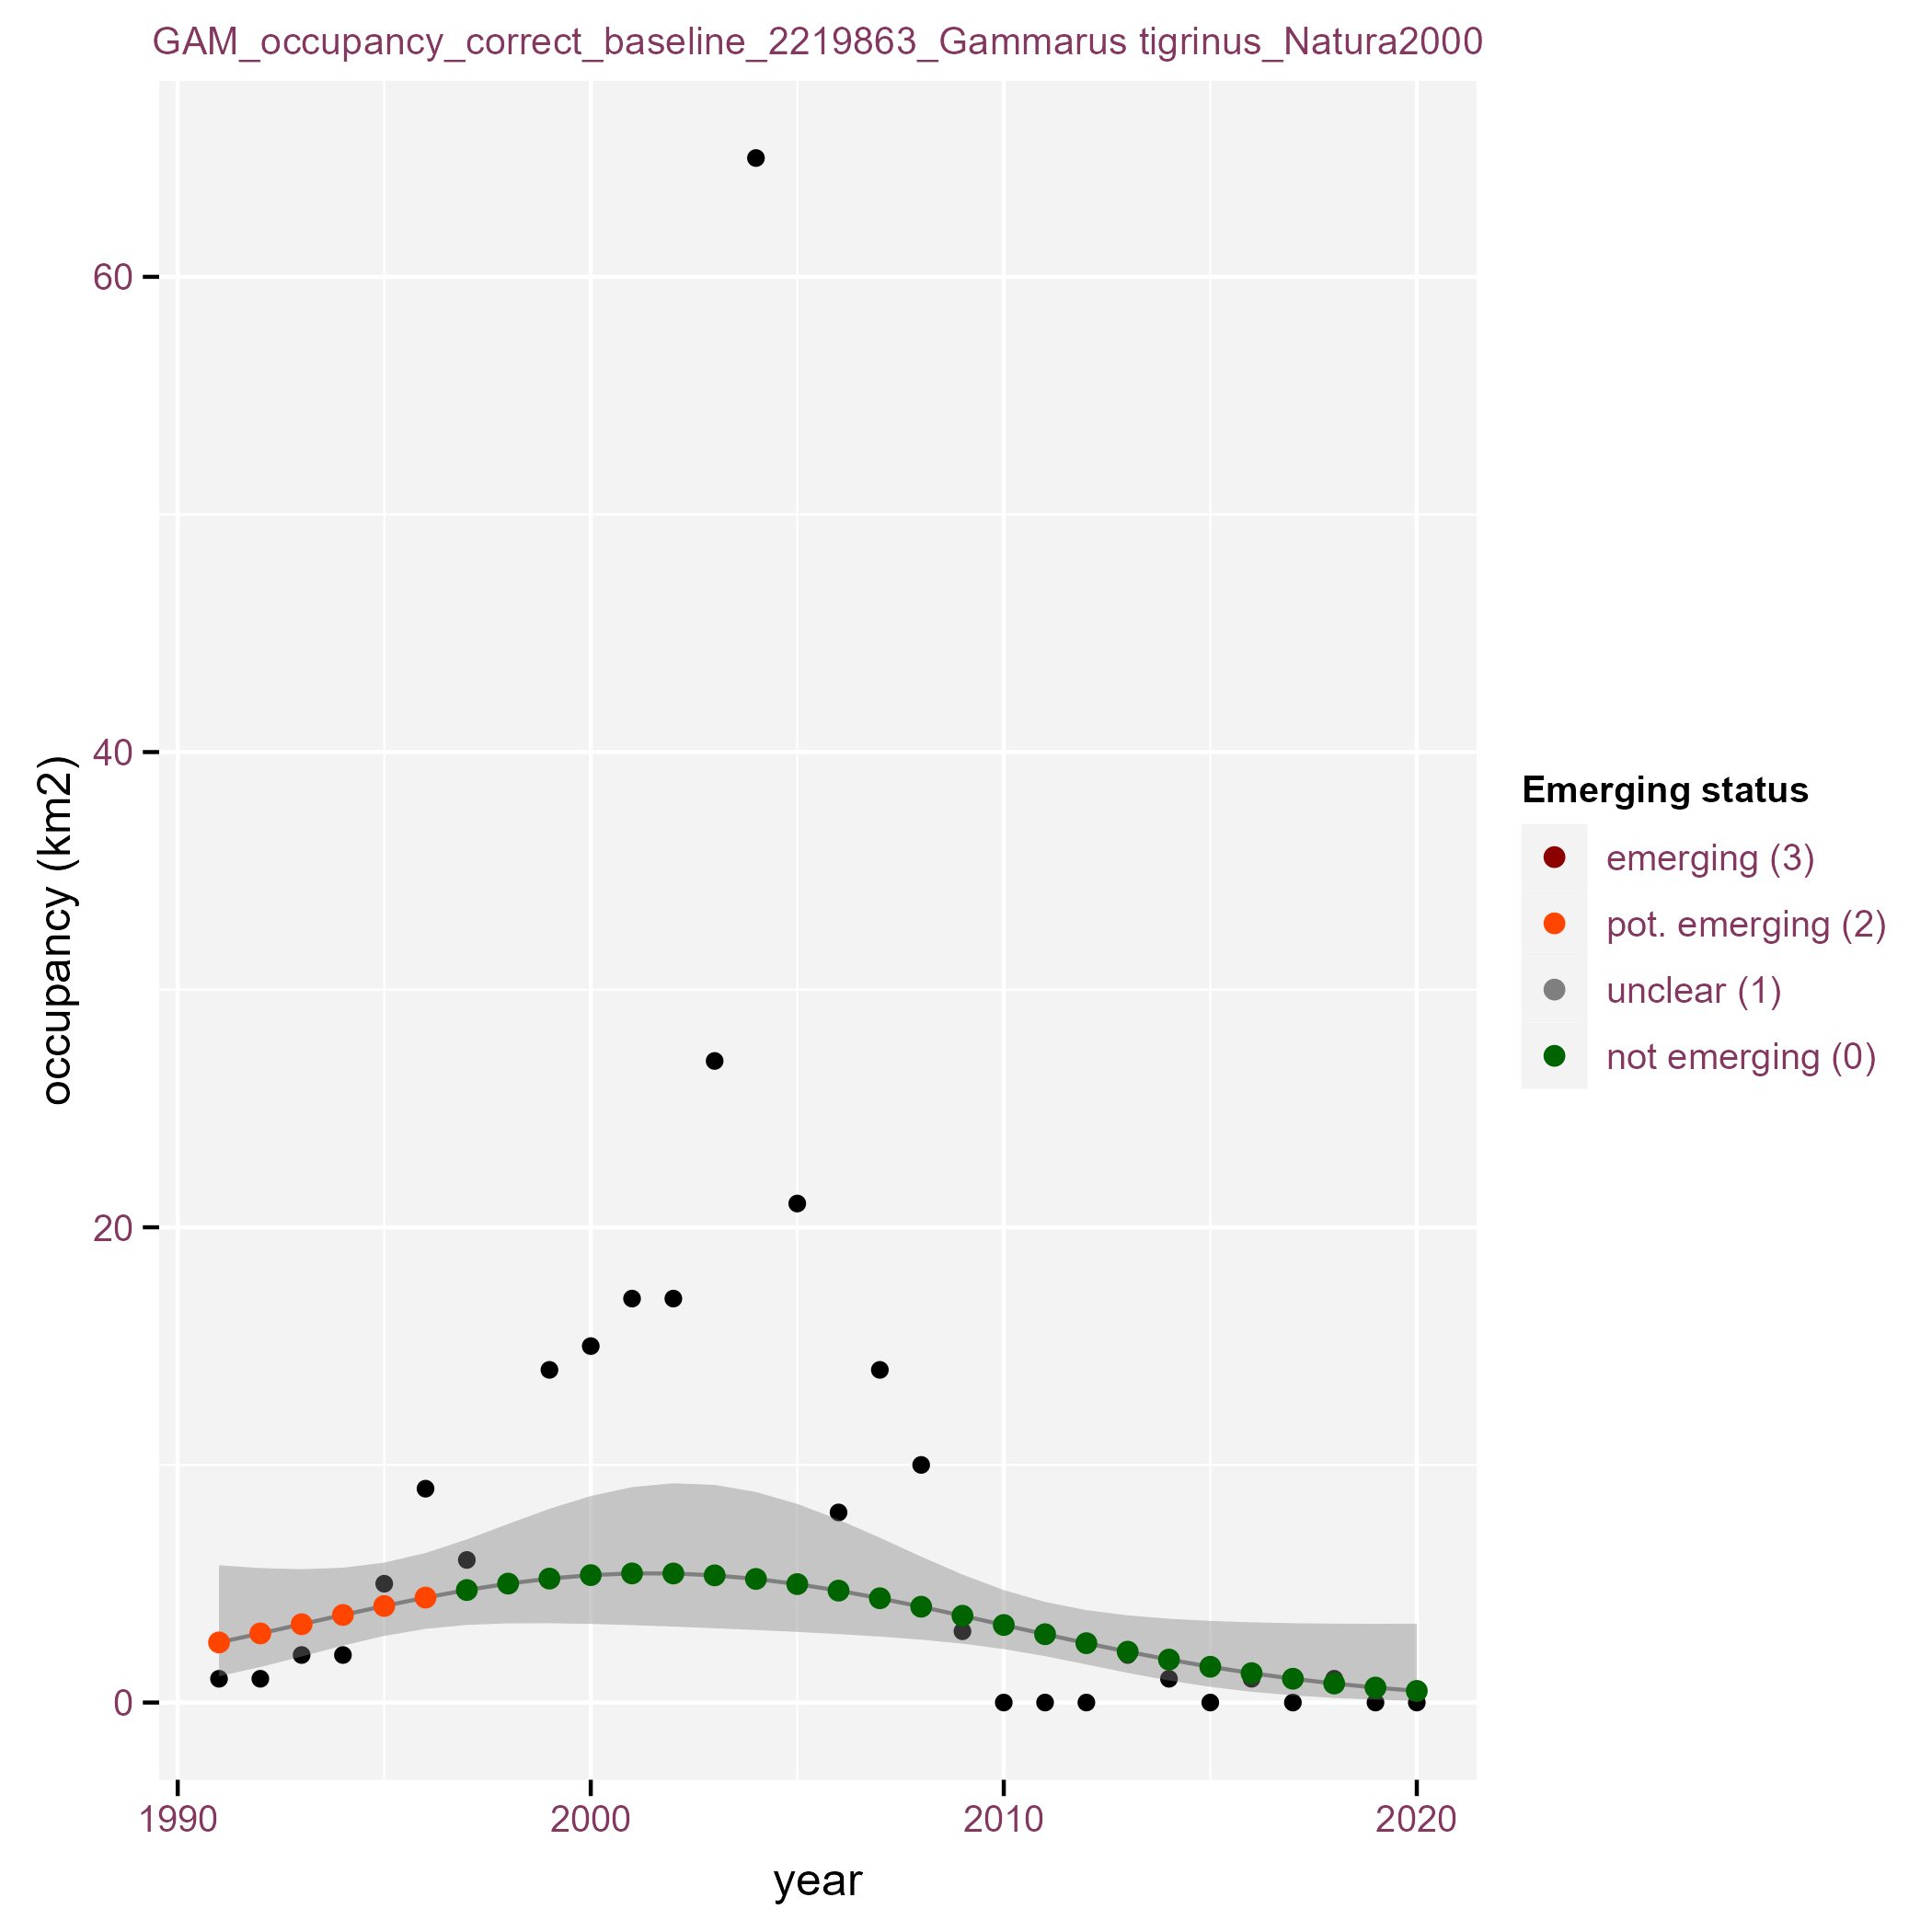 GAM_occupancy_correct_baseline_2219863_Gammarus tigrinus_Natura2000
60
40
20
0
occupancy (km2)
1990
2000
2010
2020
year
Emerging status
emerging (3)
pot. emerging (2)
unclear (1)
not emerging (0)